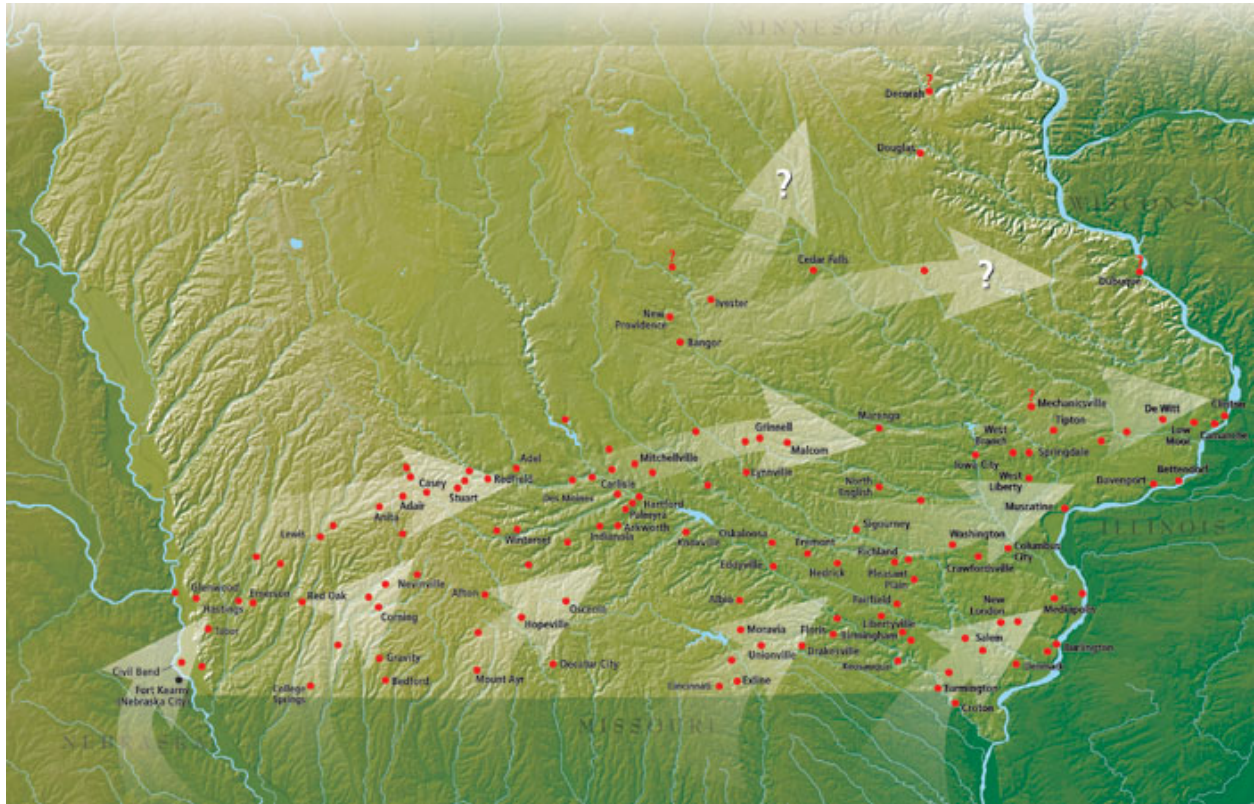 MINNESOTA
?
Decorah
Douglas
?
WISCONSIN
?
Cedar Falls
?
?
Dubuque
Ivester
New
Providence
Bangor
?
Mechanicsville
De Witt
Clinton
Marengo
Tipton
Low
Moor
Camanche
Grinnell
West
Branch
Malcom
Springdale
Iowa City
Adel
Mitchellville
Lynnville
West
Liberty
Bettendorf
Davenport
Casey
Redfield
Stuart
Des Moines
Carlisle
North
English
Hartford
Muscatine
Adair
Palmyra
Anita
Ackworth
Sigourney
ILLINOIS
Lewis
Winterset
Indianola
Knoxville
Oskaloosa
Washington
Columbus
City
Fremont
Richland
Crawfordsville
Eddyville
Hedrick
Pleasant
Plain
Nevinville
Glenwood
Emerson
Red Oak
Afton
Osceola
Albia
Fairfield
New
London
Mediapolis
Hastings
Corning
Hopeville
Libertyville
Tabor
Moravia
Floris
Birmingham
Salem
Unionville
Drakesville
Burlington
Civil Bend
Gravity
Decatur City
Keosauqua
Denmark
Fort Kearny
(Nebraska City)
College
Springs
Bedford
Mount Ayr
Cincinnati
Exline
Farmington
Croton
MISSOURI
NEBRASKA